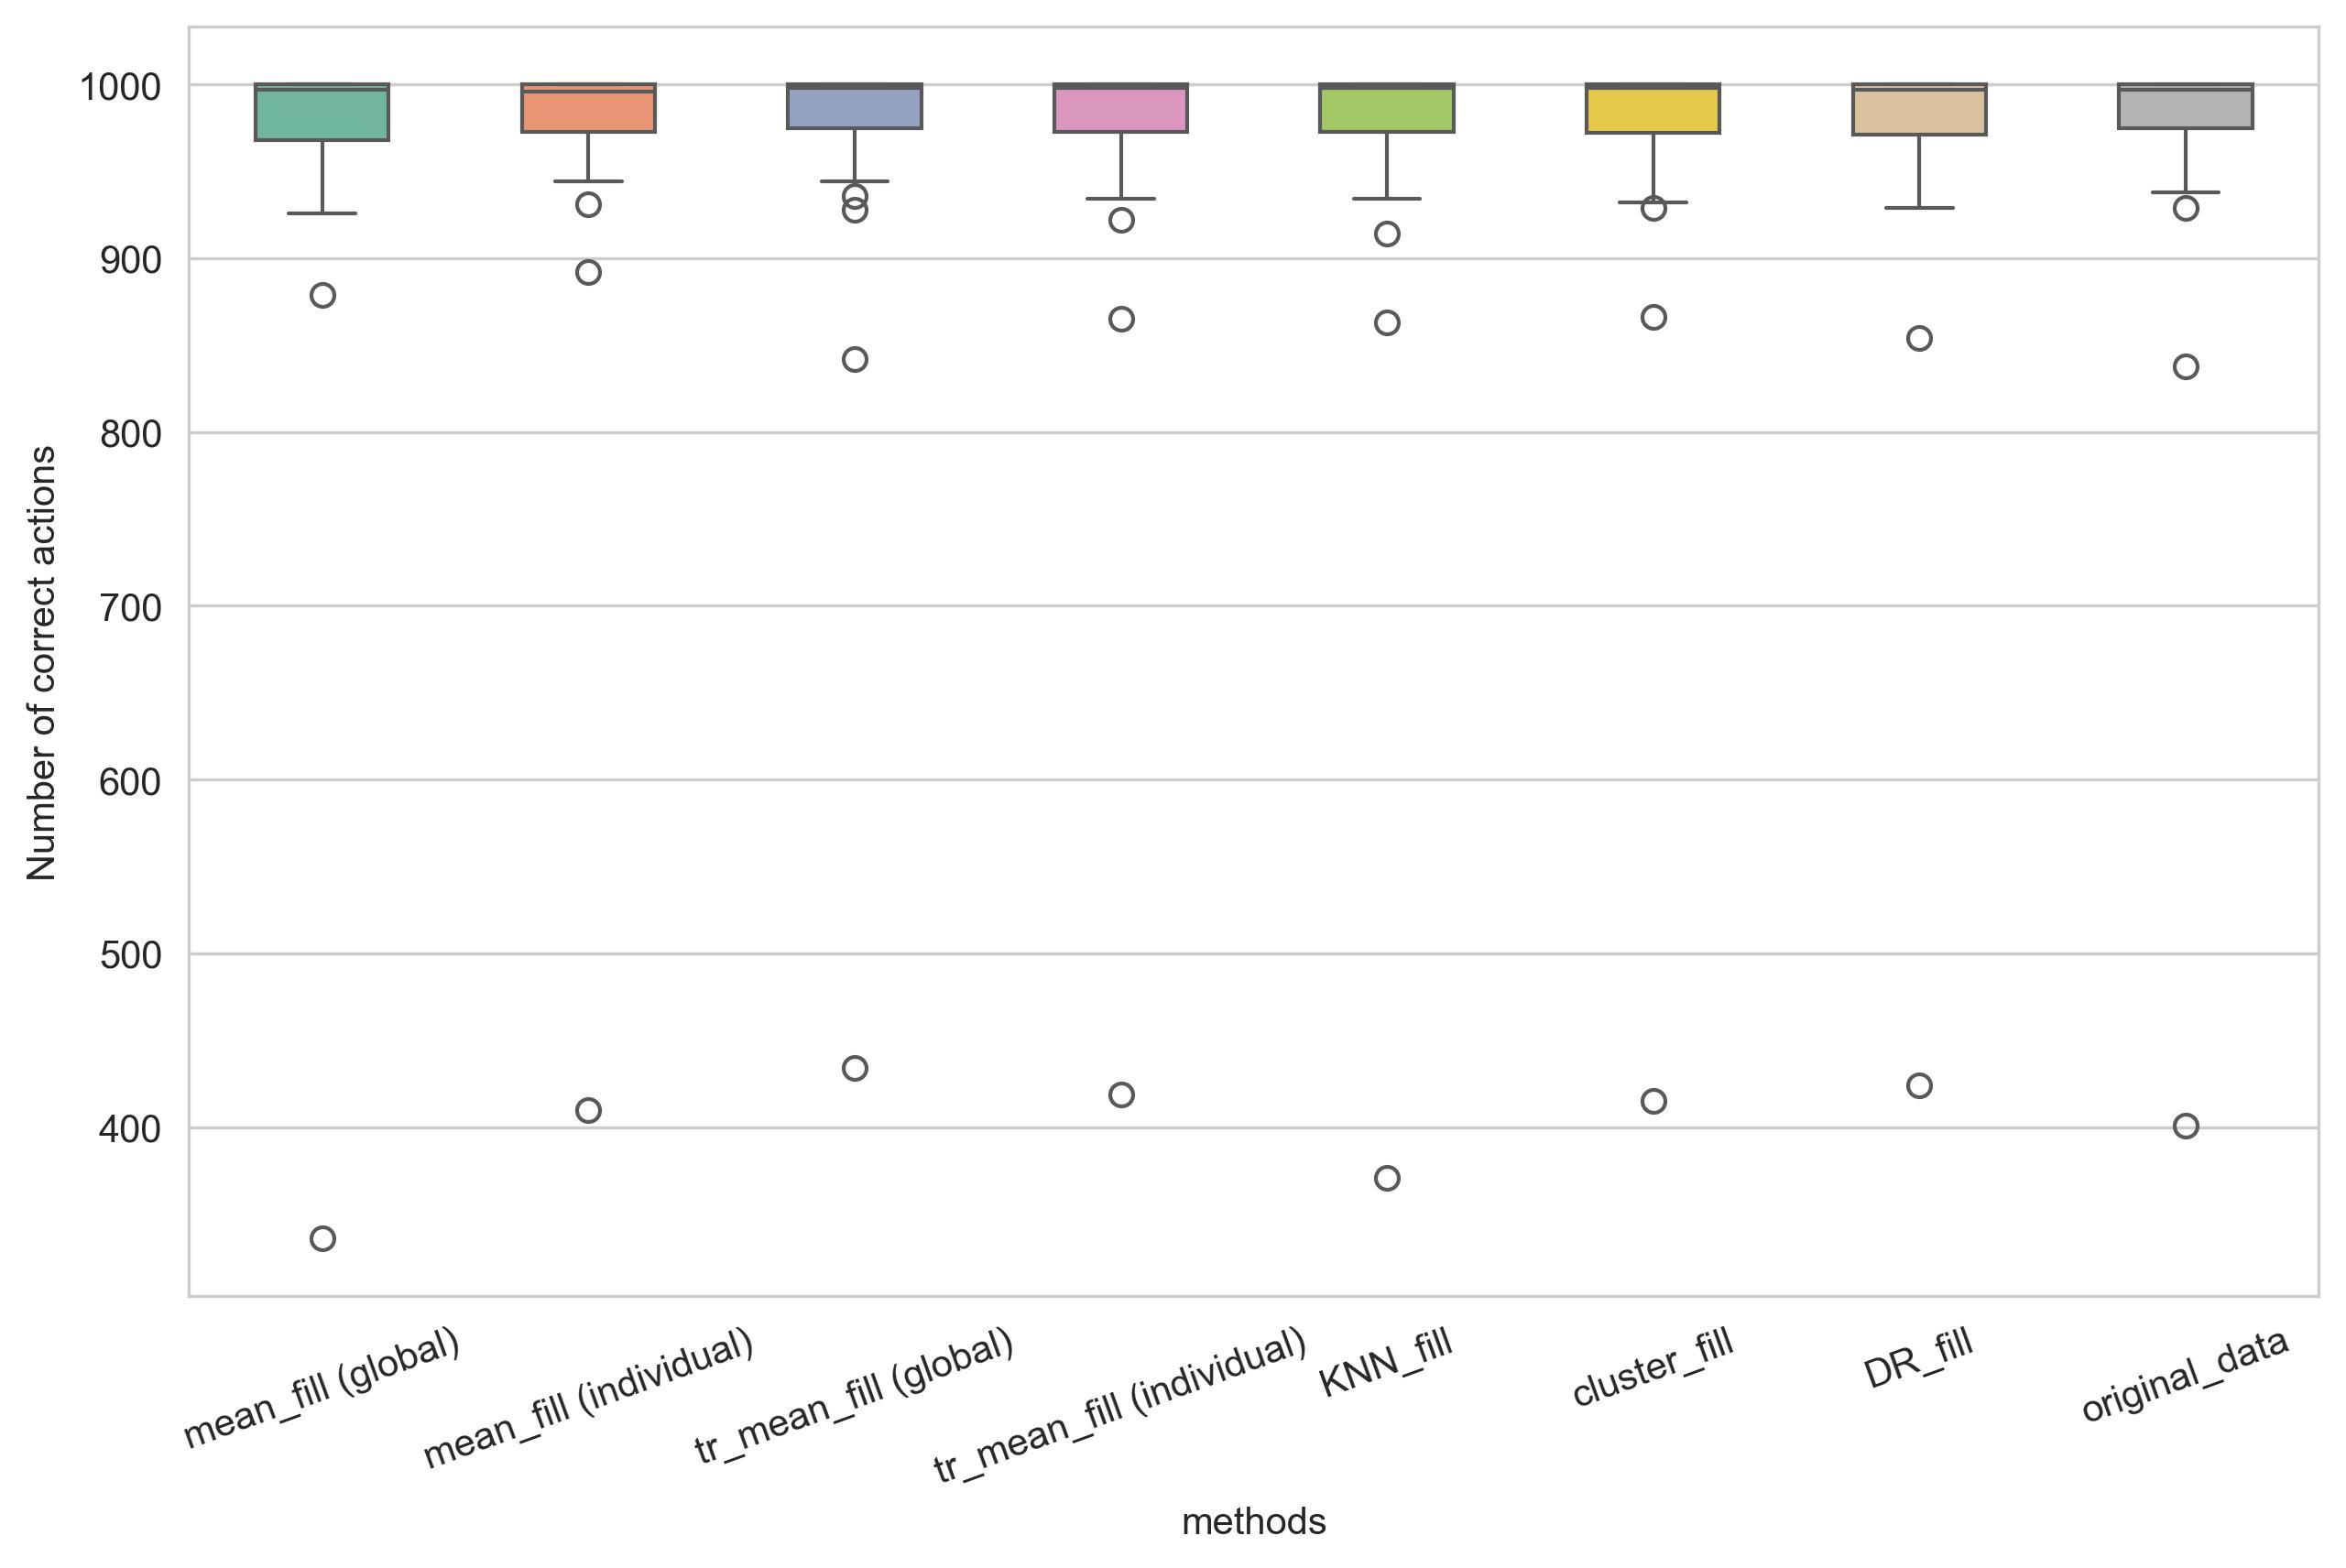 1000
900
800
700
600
500
400
Number of correct actions
mean_fill (global)
mean_fill (individual)
tr_mean_fill (global)
tr_mean_fill (individual)
KNN_fill
cluster_fill
DR_fill
original_data
methods